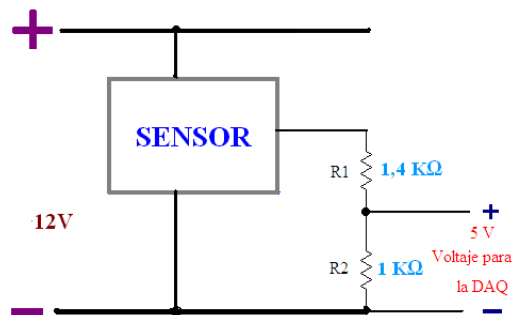 +
SENSOR
R1 1,4 KΩ
12V
+
5 V
Voltaje para
la DAQ
R2 1 KΩ
-
-